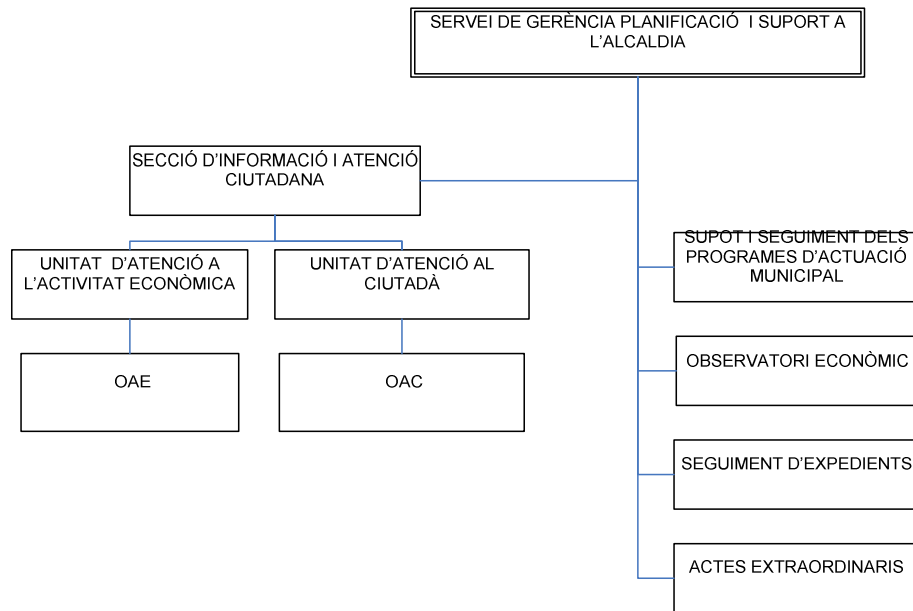 SERVEI DE GERÈNCIA PLANIFICACIÓ I SUPORT A
L'ALCALDIA
SECCIÓ D'INFORMACIÓ I ATENCIÓ
CIUTADANA
UNITAT D'ATENCIÓ A
L'ACTIVITAT ECONÒMICA
UNITAT D'ATENCIÓ AL
CIUTADÀ
OAE
OAC
SUPOT I SEGUIMENT DELS
PROGRAMES D'ACTUACIÓ
MUNICIPAL
OBSERVATORI ECONÒMIC
SEGUIMENT D'EXPEDIENTS
ACTES EXTRAORDINARIS